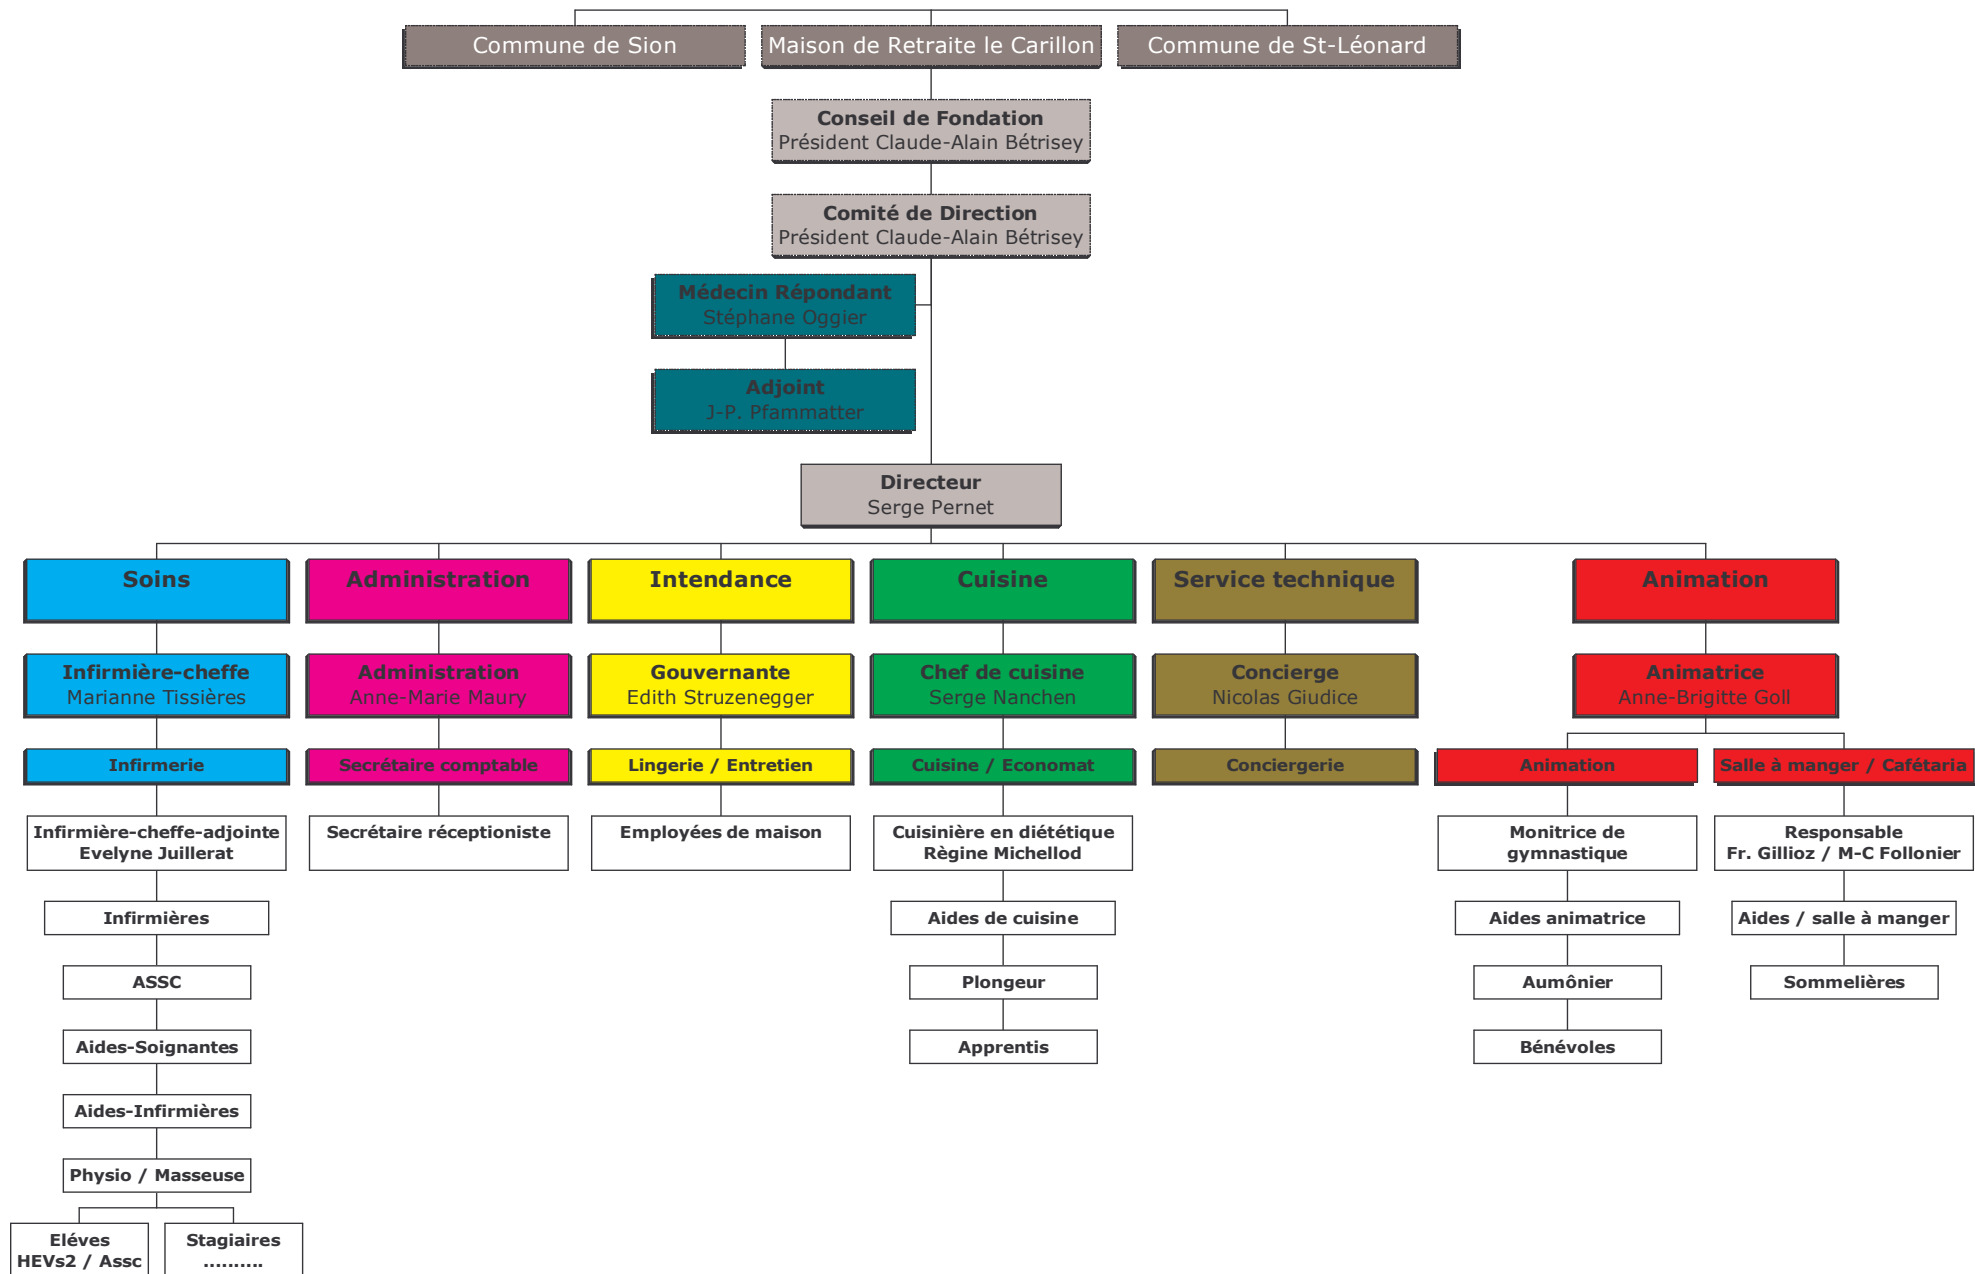 Commune de Sion
Maison de Retraite le Carillon
Commune de St-Léonard
Conseil de Fondation
Président Claude-Alain Bétrisey
Comité de Direction
Président Claude-Alain Bétrisey
Médecin Répondant
Stéphane Oggier
Adjoint
J-P. Pfammatter
Directeur
Serge Pernet
Soins
Administration
Intendance
Cuisine
Service technique
Animation
Infirmière-cheffe
Marianne Tissières
Administration
Anne-Marie Maury
Gouvernante
Edith Struzenegger
Chef de cuisine
Serge Nanchen
Concierge
Nicolas Giudice
Animatrice
Anne-Brigitte Goll
Infirmerie
Secrétaire comptable
Lingerie / Entretien
Cuisine / Economat
Conciergerie
Animation
Salle à manger / Cafétaria
Infirmière-cheffe-adjointe
Evelyne Juillerat
Secrétaire réceptioniste
Employées de maison
Cuisinière en diététique
Règine Michellod
Monitrice de
gymnastique
Responsable
Fr. Gillioz / M-C Follonier
Infirmières
Aides de cuisine
Aides animatrice
Aides / salle à manger
ASSC
Plongeur
Aumônier
Sommelières
Aides-Soignantes
Apprentis
Bénévoles
Aides-Infirmières
Physio / Masseuse
Eléves
HEVs2 / Assc
Stagiaires
..........